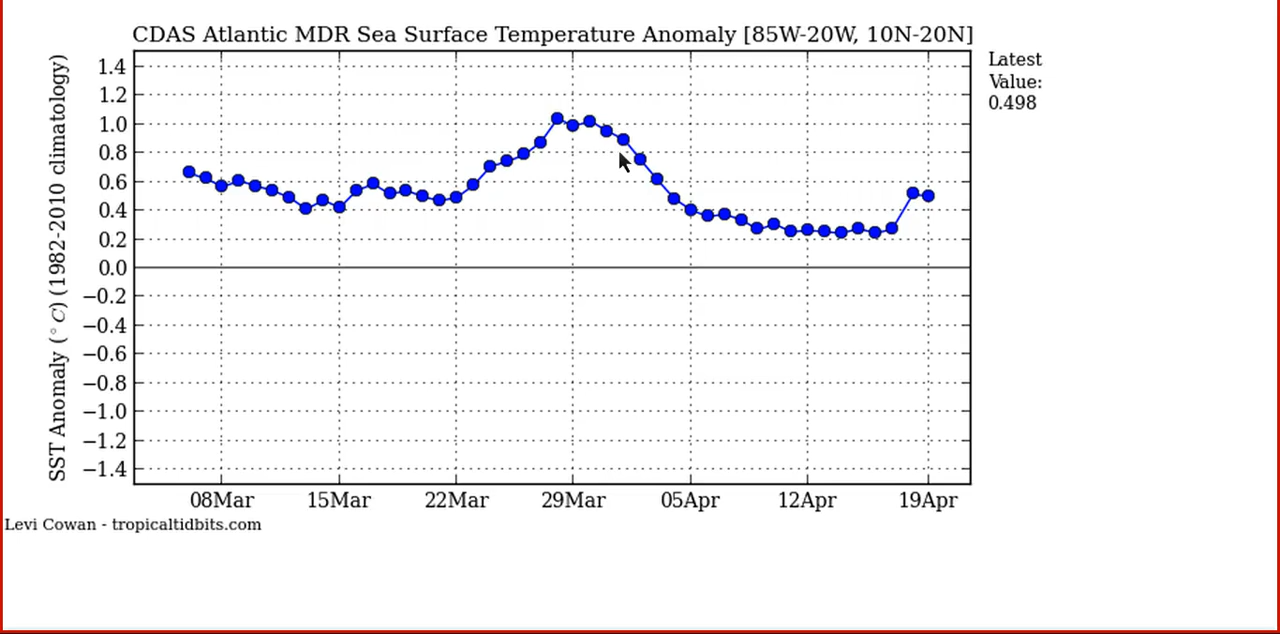 CDAS Atlantic MDR Sea Surface Temperature Anomaly [85W-20W, 10N-20N]
Latest
Value:
0.498
SST Anomaly (°C) (1982-2010 climatology)
1.4
1.2
1.0
0.8
0.6
0.4
0.2
0.0
−0.2
−0.4
−0.6
−0.8
−1.0
−1.2
−1.4
08Mar 15Mar 22Mar 29Mar 05Apr 12Apr 19Apr
Levi Cowan - tropicaltidbits.com